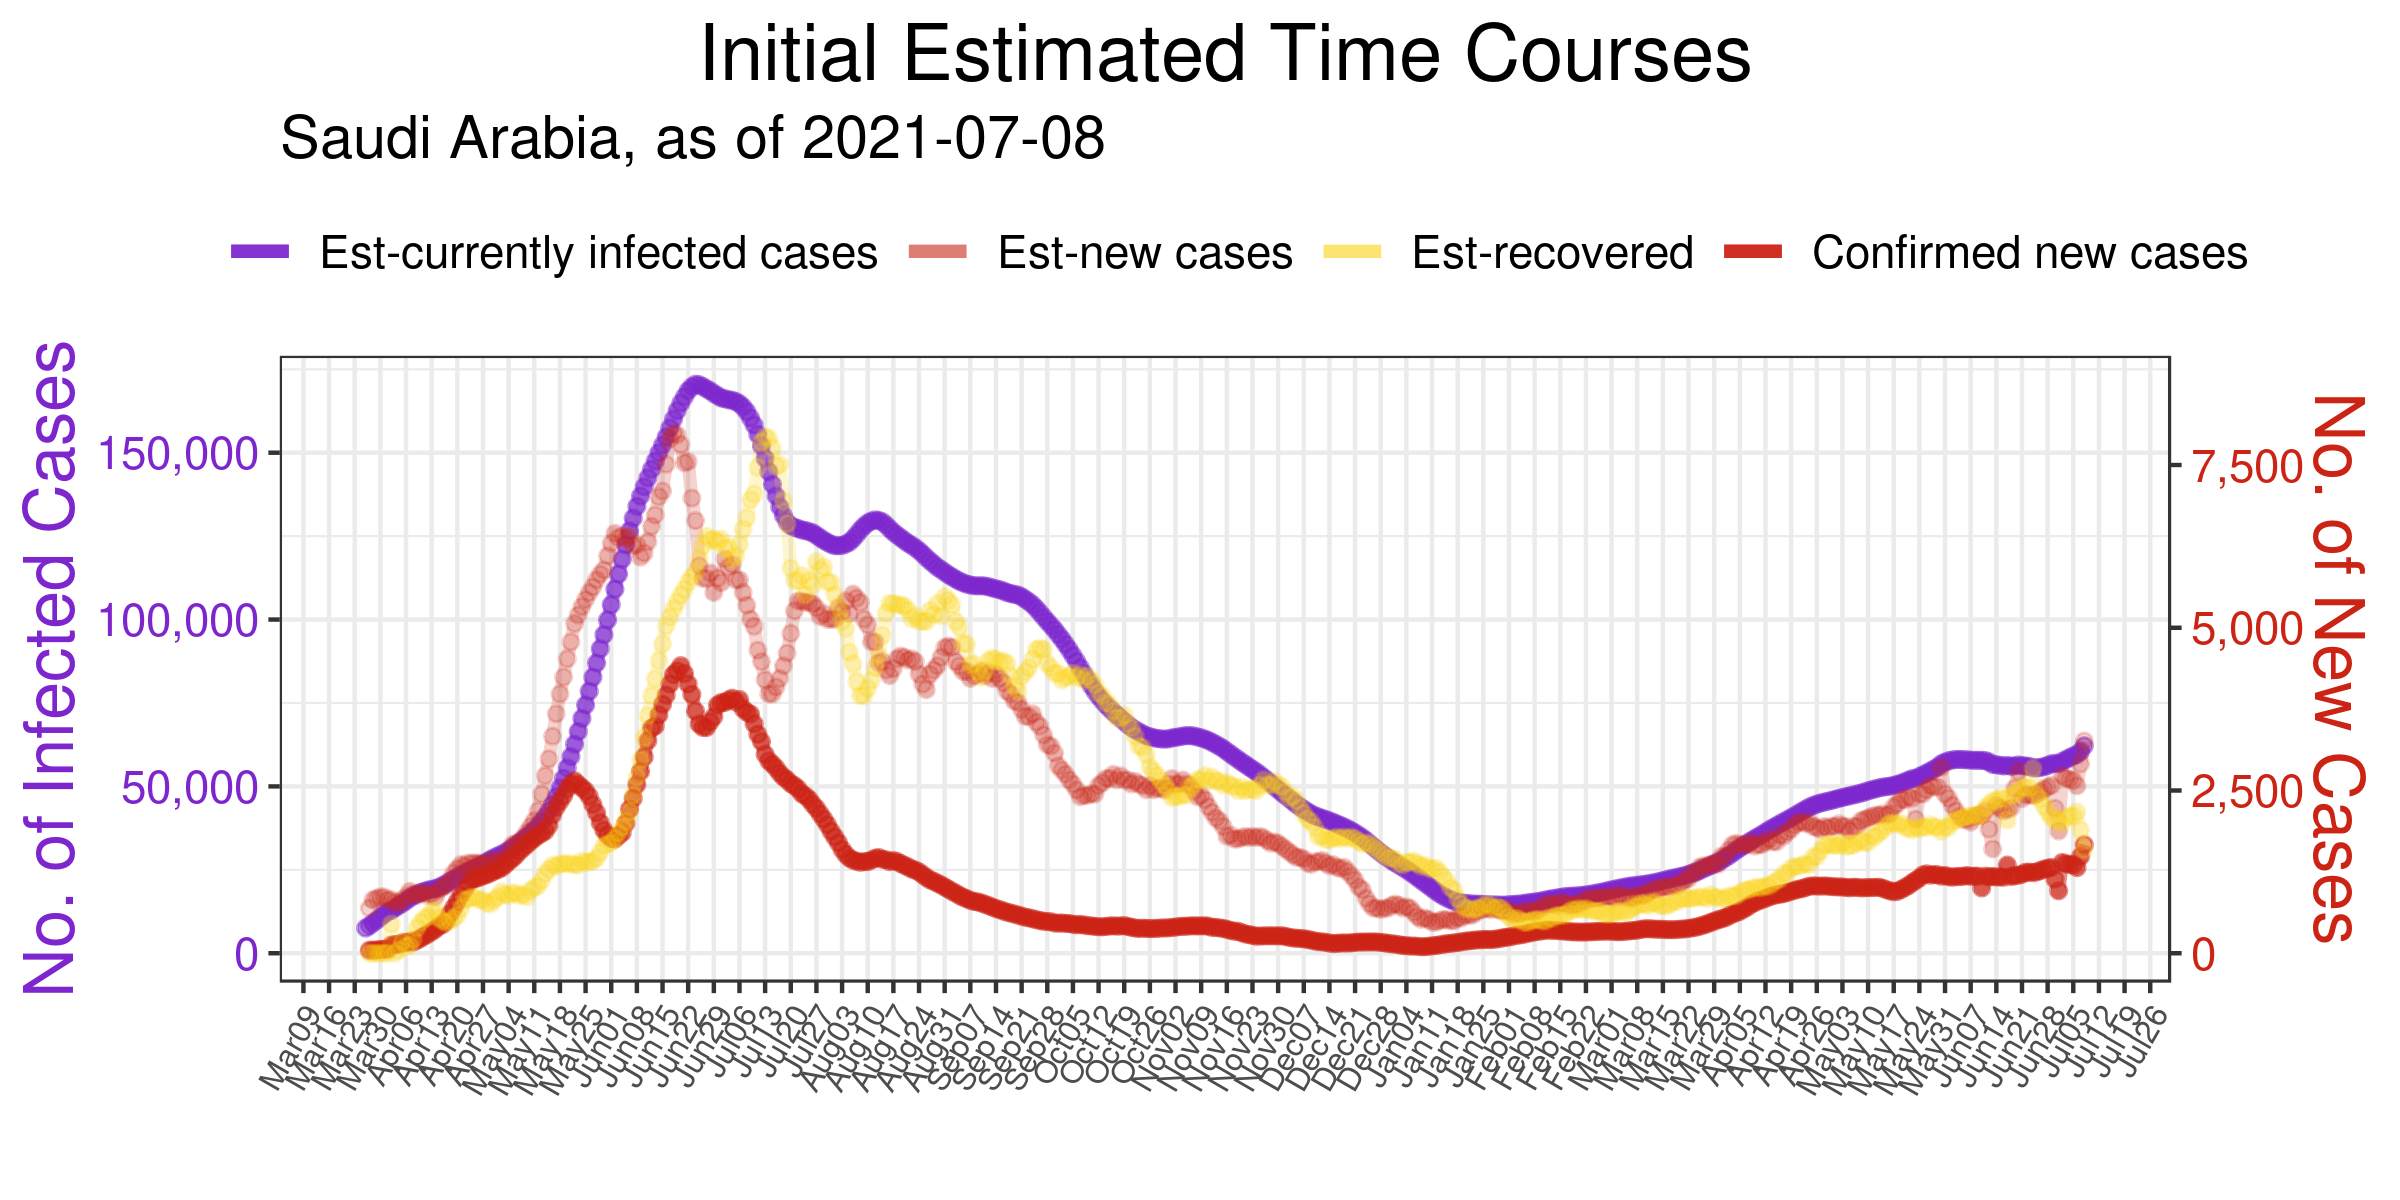 Initial Estimated Time Courses
Saudi Arabia, as of 2021-07-08
Est-currently infected cases
Est-new cases
Est-recovered
Confirmed new cases
No. of Infected Cases
150,000
100,000
50,000
0
7,500
5,000
2,500
0
No. of New Cases
Mar09
Mar16
Mar23
Mar30
Apr06
Apr13
Apr20
Apr27
May04
May11
May18
May25
Jun01
Jun08
Jun15
Jun22
Jun29
Jul06
Jul13
Jul20
Jul27
Aug03
Aug10
Aug17
Aug24
Aug31
Sep07
Sep14
Sep21
Sep28
Oct05
Oct12
Oct19
Oct26
Nov02
Nov09
Nov16
Nov23
Nov30
Dec07
Dec14
Dec21
Dec28
Jan04
Jan11
Jan18
Jan25
Feb01
Feb08
Feb15
Feb22
Mar01
Mar08
Mar15
Mar22
Mar29
Apr05
Apr12
Apr19
Apr26
May03
May10
May17
May24
May31
Jun07
Jun14
Jun21
Jun28
Jul05
Jul12
Jul19
Jul26